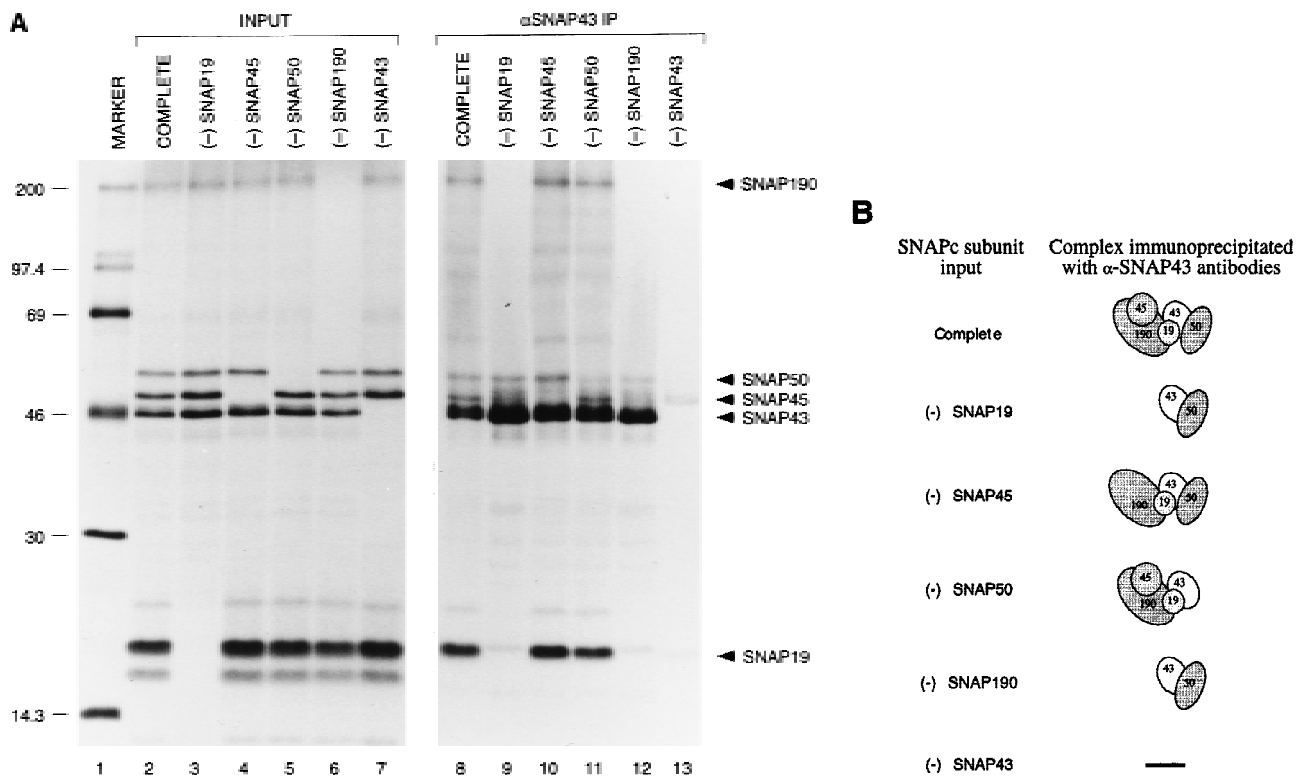 A
INPUT
αSNAP43 IP
MARKER
COMPLETE
(–) SNAP19
(–) SNAP45
(–) SNAP50
(=) SNAP190
(–) SNAP43
COMPLETE
(=) SNAP19
(–) SNAP45
(–) SNAP50
(=) SNAP190
(–) SNAP43
200
97.4
69
46
30
14.3
SNAP190
SNAP50
SNAP45
SNAP43
SNAP19
1 2 3 4 5 6 7 8 9 10 11 12 13
B
SNAPc subunit input
Complex immunoprecipitated with α-SNAP43 antibodies
Complete
45 43 190 19 50
(-) SNAP19
43 50
(-) SNAP45
43 190 19 50
(-) SNAP50
45 43 190 19
(-) SNAP190
43 50
(-) SNAP43